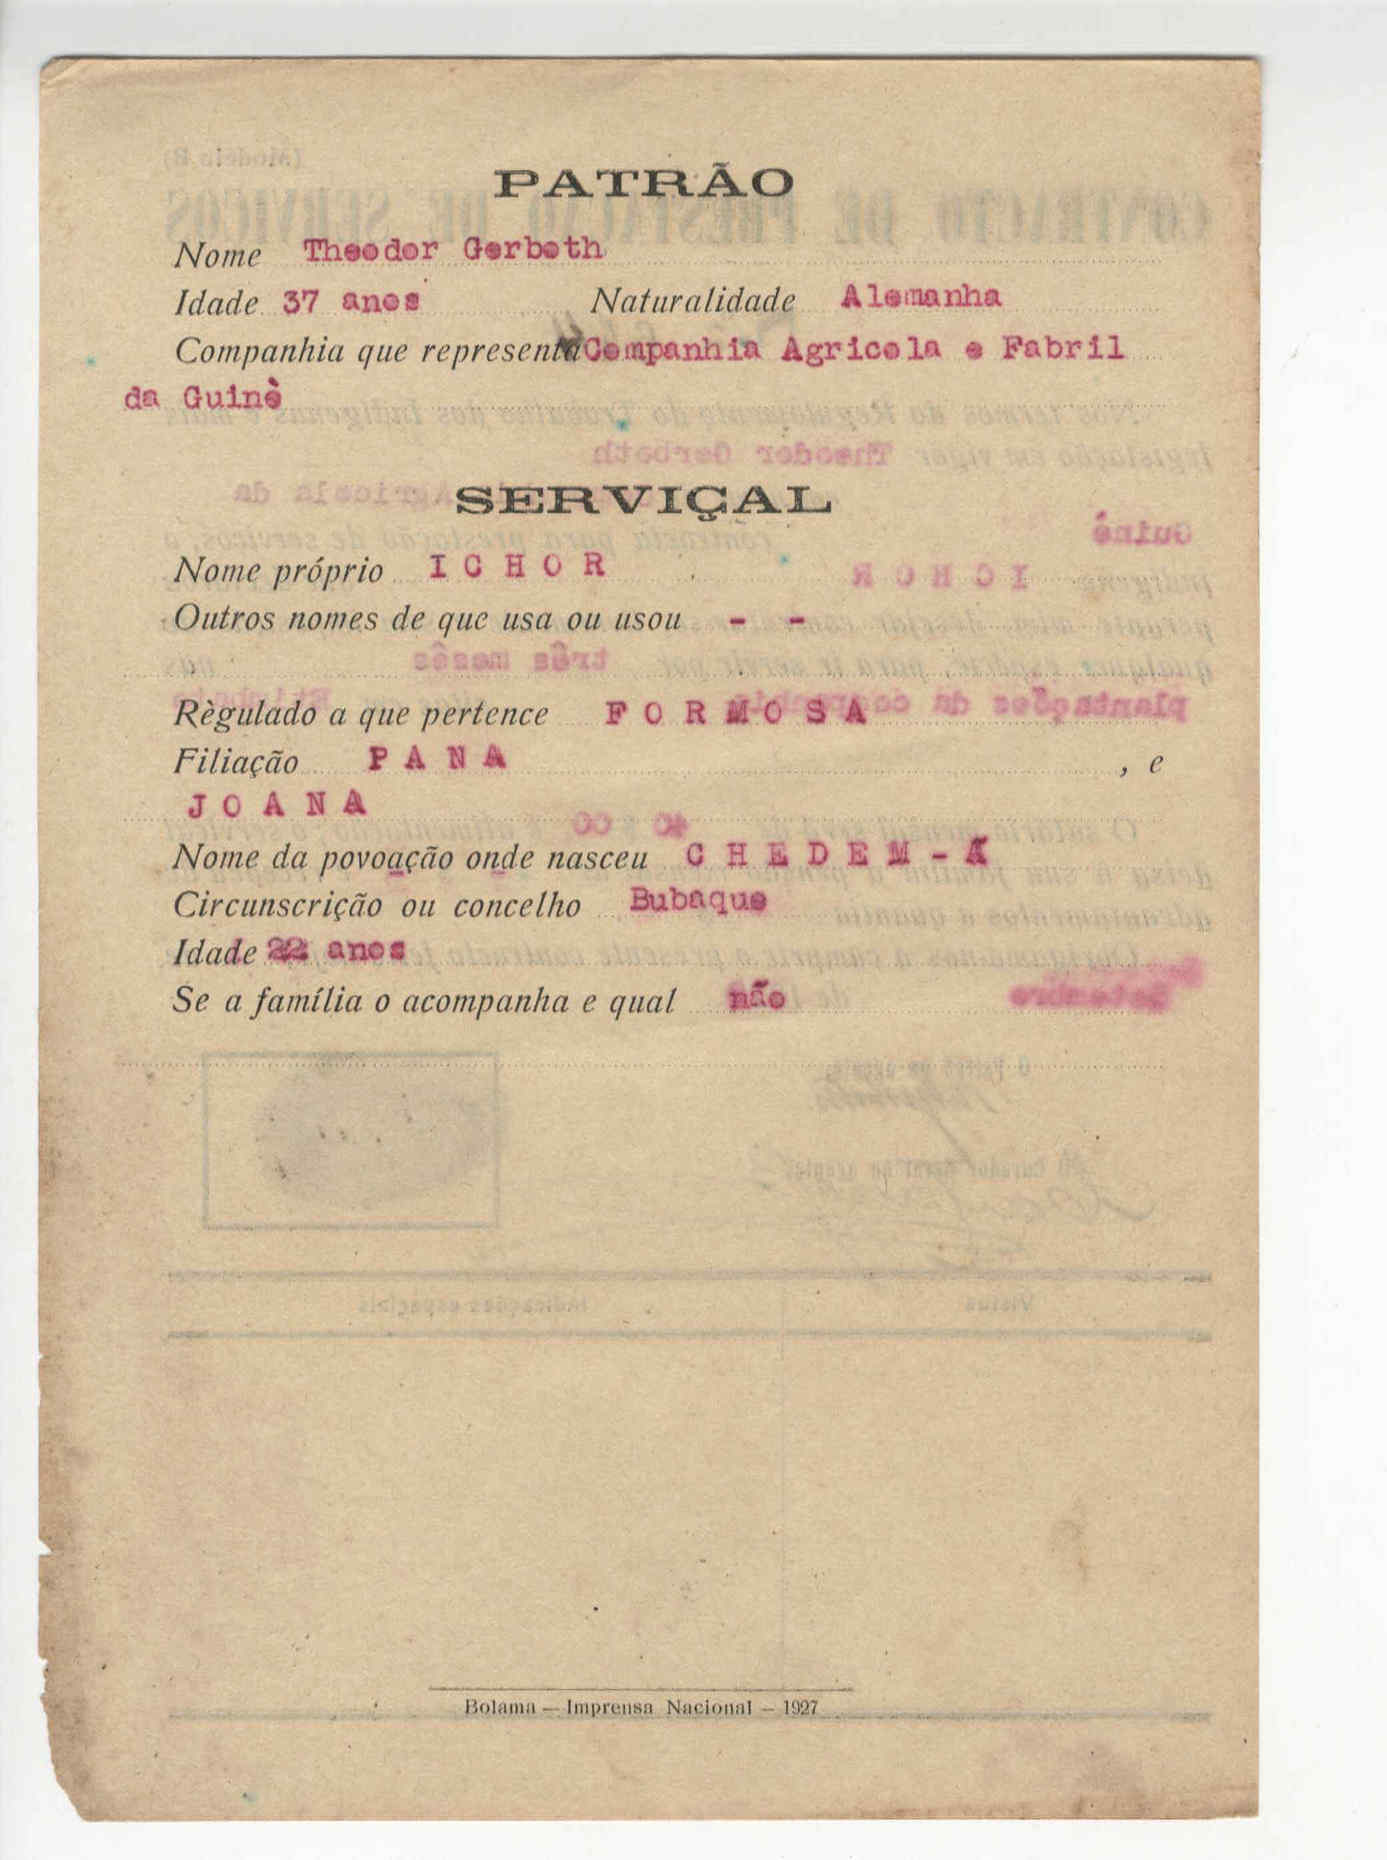 PATRÃO
Nome Theodor Gerboth
Idade 37 anos Naturalidade Alemanha
Companhia que representa Companhia Agricola e Fabril
da Guinè
SERVIÇAL
Nome próprio I C H O R
Outros nomes de que usa ou usou - -
Règulado a que pertence F O R M O S A
Filiação P A N A , e
J O A N A
Nome da povoação onde nasceu C H E D E M - A
Circunscrição ou concelho Bubaque
Idade 22 anos
Se a família o acompanha e qual não
Bolama — Imprensa Nacional — 1927